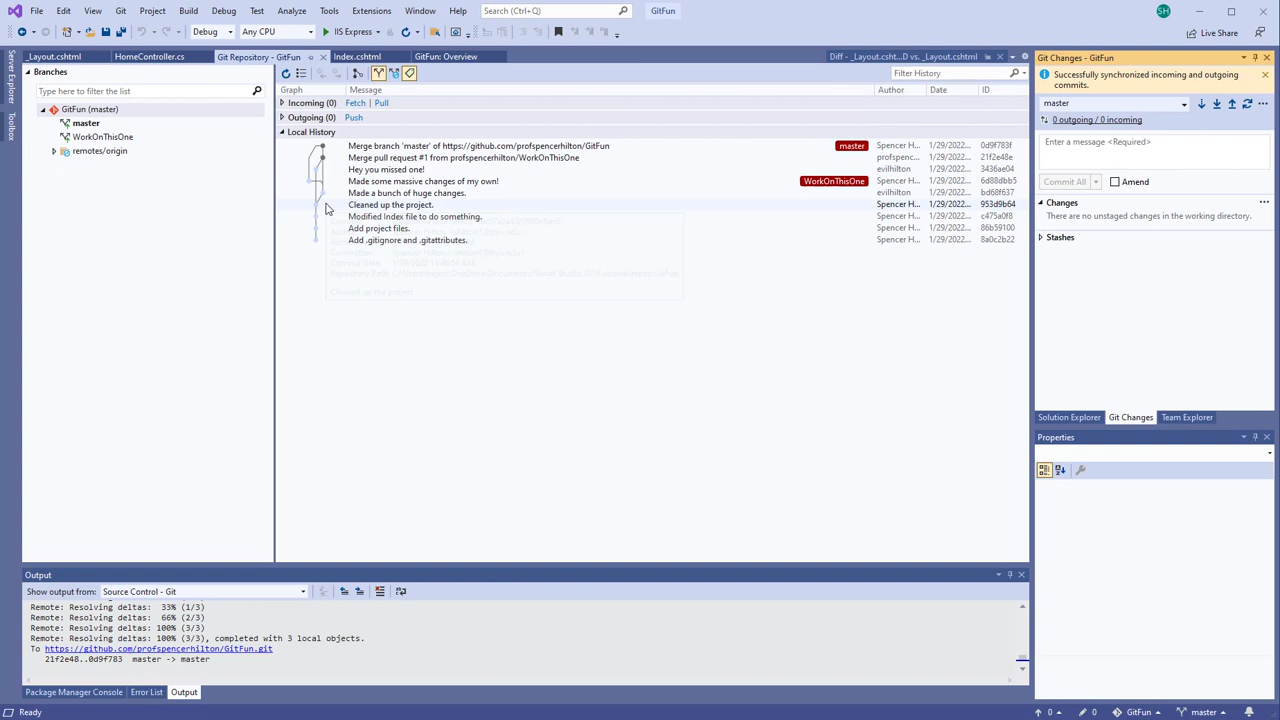 File Edit View Git Project Build Debug Test Analyze Tools Extensions Window Help Search (Ctrl+Q) GitFun SH
Debug Any CPU IIS Express Live Share
_Layout.cshtml HomeController.cs Git Repository - GitFun Index.cshtml GitFun: Overview Diff - _Layout.csht...D vs. _Layout.cshtml
Server Explorer
Toolbox
Branches
Type here to filter the list
GitFun (master)
master
WorkOnThisOne
remotes/origin
Filter History
Graph Message Author Date ID
Incoming (0) Fetch | Pull
Outgoing (0) Push
Local History
Merge branch 'master' of https://github.com/profspencerhilton/GitFun master Spencer H... 1/29/2022... 0d9f783f
Merge pull request #1 from profspencerhilton/WorkOnThisOne profspenc... 1/29/2022... 21f2e48e
Hey you missed one! evilhilton 1/29/2022... 3436ae04
Made some massive changes of my own! WorkOnThisOne Spencer H... 1/29/2022... 6d88dbb5
Made a bunch of huge changes. evilhilton 1/29/2022... bd68f637
Cleaned up the project. Spencer H... 1/29/2022... 953d9b64
Modified Index file to do something. Spencer H... 1/29/2022... c475a0f8
Add project files. Spencer H... 1/29/2022... 86b59100
Add .gitignore and .gitattributes. Spencer H... 1/29/2022... 8a0c2b22
Cleaned up the project.
Git Changes - GitFun
Successfully synchronized incoming and outgoing
commits.
master
0 outgoing / 0 incoming
Enter a message <Required>
Commit All Amend
Changes
There are no unstaged changes in the working directory.
Stashes
Solution Explorer Git Changes Team Explorer
Properties
Output
Show output from: Source Control - Git
Remote: Resolving deltas: 33% (1/3)
Remote: Resolving deltas: 66% (2/3)
Remote: Resolving deltas: 100% (3/3)
Remote: Resolving deltas: 100% (3/3), completed with 3 local objects.
To https://github.com/profspencerhilton/GitFun.git
21f2e48..0d9f783 master -> master
Package Manager Console Error List Output
Ready 0 0 GitFun master